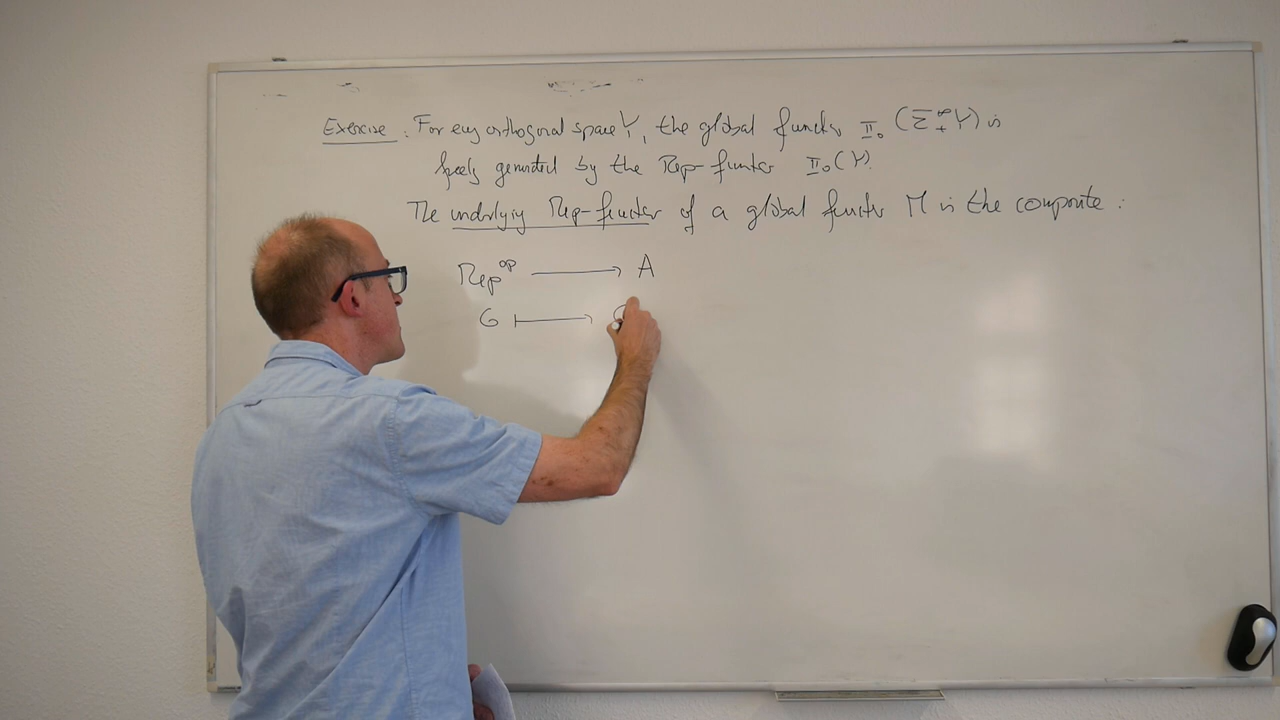 Exercise : For any orthogonal space Y, the global functor π₀ (Σ₊^∞ Y) is
freely generated by the Rep-functor π₀(Y).
The underlying Rep-functor of a global functor M is the composite :
Rep^op ⟶ A
G ⟼ G